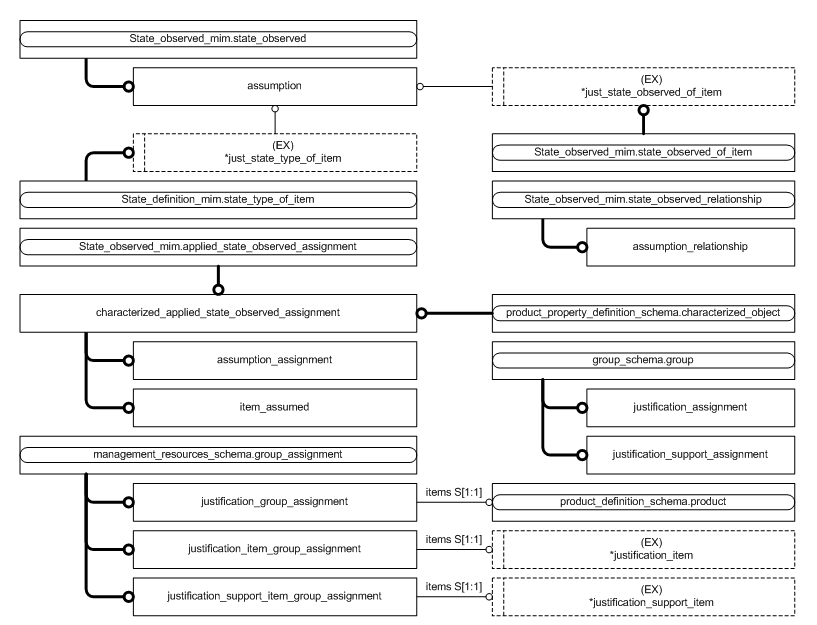 State_observed_mim.state_observed
assumption
(EX)
*just_state_observed_of_item
(EX)
*just_state_type_of_item
State_observed_mim.state_observed_of_item
State_definition_mim.state_type_of_item
State_observed_mim.state_observed_relationship
State_observed_mim.applied_state_observed_assignment
assumption_relationship
characterized_applied_state_observed_assignment
product_property_definition_schema.characterized_object
assumption_assignment
group_schema.group
item_assumed
justification_assignment
management_resources_schema.group_assignment
justification_support_assignment
justification_group_assignment
items S[1:1]
product_definition_schema.product
justification_item_group_assignment
items S[1:1]
(EX)
*justification_item
justification_support_item_group_assignment
items S[1:1]
(EX)
*justification_support_item